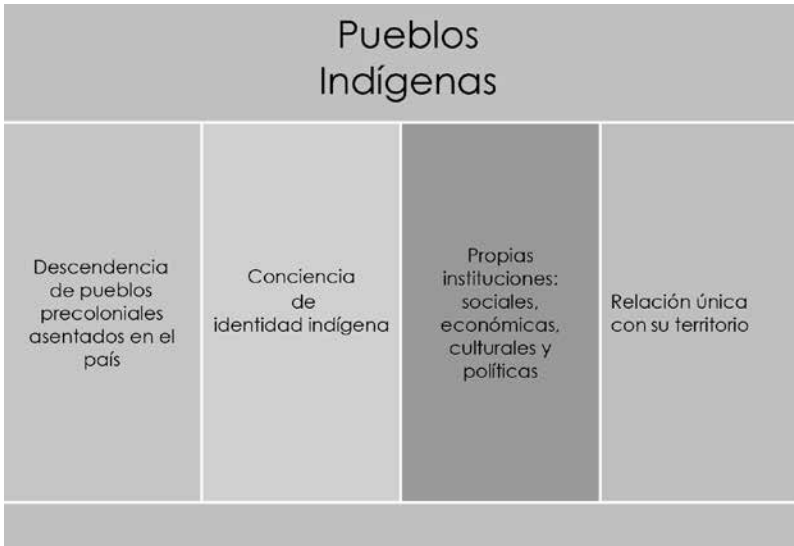 Pueblos
Indígenas
Descendencia
de pueblos
precoloniales
asentados en el
país
Conciencia
de
identidad indígena
Propias
instituciones:
sociales,
económicas,
culturales y
políticas
Relación única
con su territorio